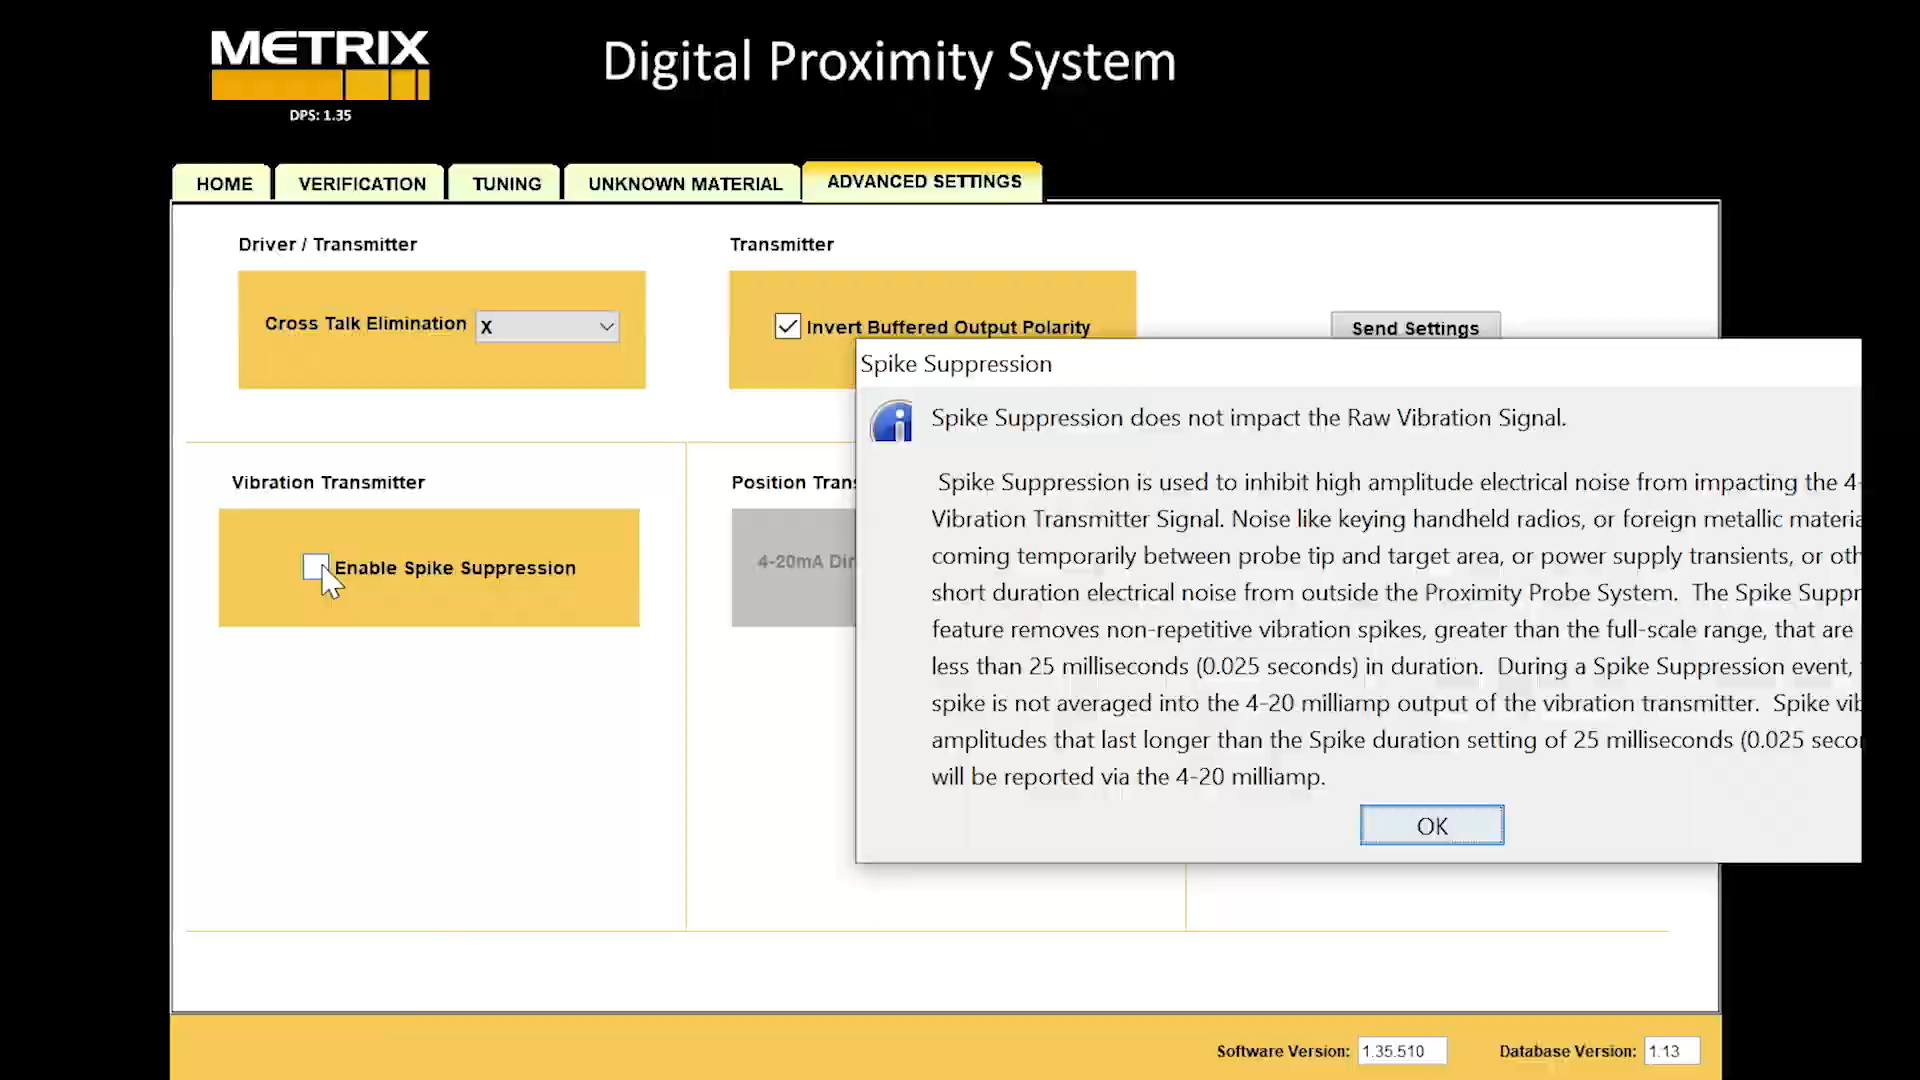 METRIX
DPS: 1.35
Digital Proximity System
HOME
VERIFICATION
TUNING
UNKNOWN MATERIAL
ADVANCED SETTINGS
Driver / Transmitter
Transmitter
Cross Talk Elimination X
Invert Buffered Output Polarity
Send Settings
Spike Suppression
Spike Suppression does not impact the Raw Vibration Signal.
Spike Suppression is used to inhibit high amplitude electrical noise from impacting the 4-
Vibration Transmitter Signal. Noise like keying handheld radios, or foreign metallic materia
coming temporarily between probe tip and target area, or power supply transients, or oth
short duration electrical noise from outside the Proximity Probe System. The Spike Suppr
feature removes non-repetitive vibration spikes, greater than the full-scale range, that are
less than 25 milliseconds (0.025 seconds) in duration. During a Spike Suppression event,
spike is not averaged into the 4-20 milliamp output of the vibration transmitter. Spike vib
amplitudes that last longer than the Spike duration setting of 25 milliseconds (0.025 secon
will be reported via the 4-20 milliamp.
OK
Vibration Transmitter
Enable Spike Suppression
Position Tran
4-20mA Dir
Software Version: 1.35.510
Database Version: 1.13